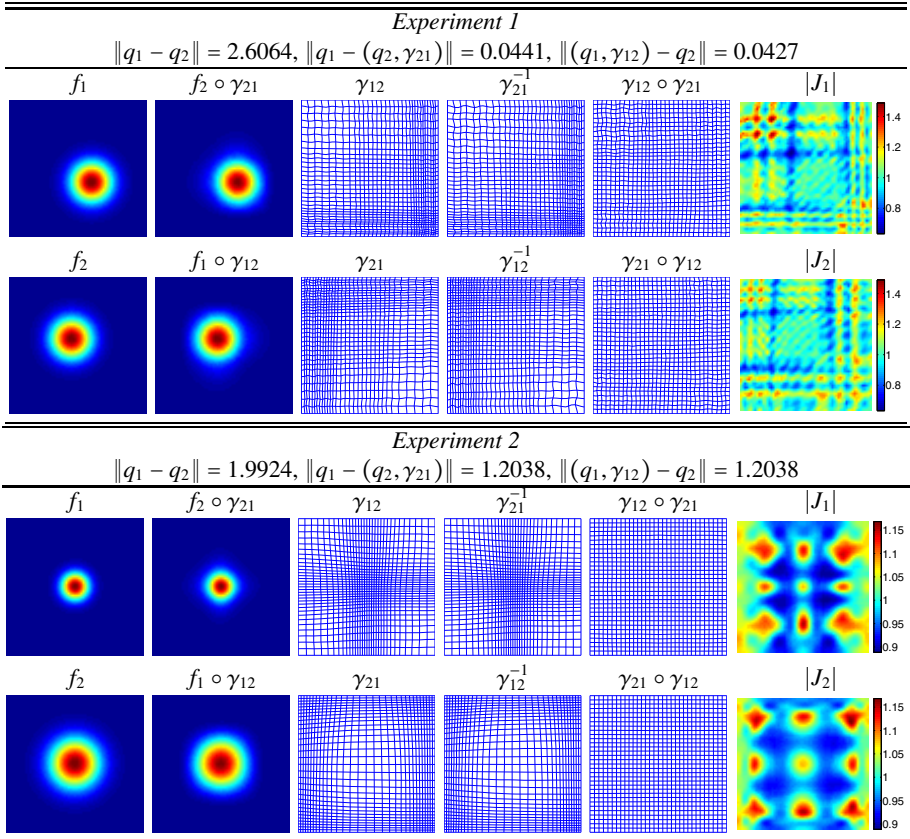 Experiment 1
‖q₁ − q₂‖ = 2.6064, ‖q₁ − (q₂, γ₂₁)‖ = 0.0441, ‖(q₁, γ₁₂) − q₂‖ = 0.0427
f₁ f₂ ∘ γ₂₁ γ₁₂ γ₂₁⁻¹ γ₁₂ ∘ γ₂₁ |J₁|
1.4
1.2
1
0.8
f₂ f₁ ∘ γ₁₂ γ₂₁ γ₁₂⁻¹ γ₂₁ ∘ γ₁₂ |J₂|
1.4
1.2
1
0.8
Experiment 2
‖q₁ − q₂‖ = 1.9924, ‖q₁ − (q₂, γ₂₁)‖ = 1.2038, ‖(q₁, γ₁₂) − q₂‖ = 1.2038
f₁ f₂ ∘ γ₂₁ γ₁₂ γ₂₁⁻¹ γ₁₂ ∘ γ₂₁ |J₁|
1.15
1.1
1.05
1
0.95
0.9
f₂ f₁ ∘ γ₁₂ γ₂₁ γ₁₂⁻¹ γ₂₁ ∘ γ₁₂ |J₂|
1.15
1.1
1.05
1
0.95
0.9